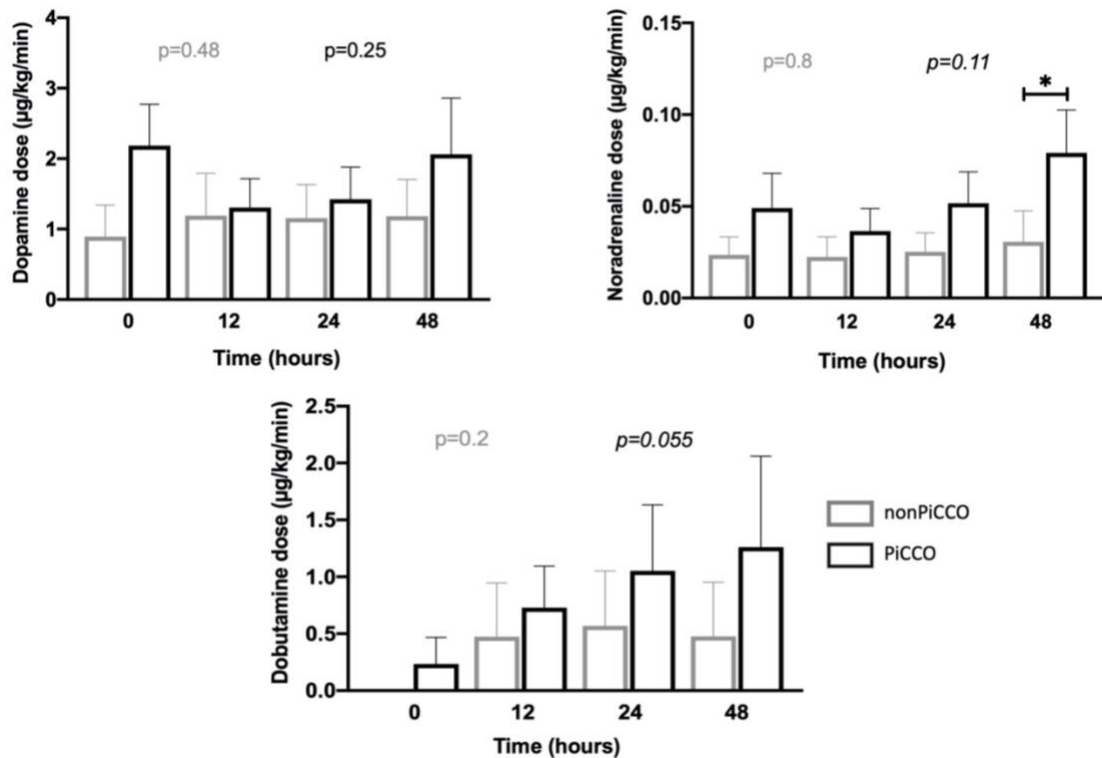 Dopamine dose (µg/kg/min)
4
3
2
1
0
p=0.48
p=0.25
0 12 24 48
Time (hours)
Noradrenaline dose (µg/kg/min)
0.15
0.10
0.05
0.00
p=0.8
p=0.11
*
0 12 24 48
Time (hours)
Dobutamine dose (µg/kg/min)
2.5
2.0
1.5
1.0
0.5
0.0
p=0.2
p=0.055
0 12 24 48
Time (hours)
nonPiCCO
PiCCO